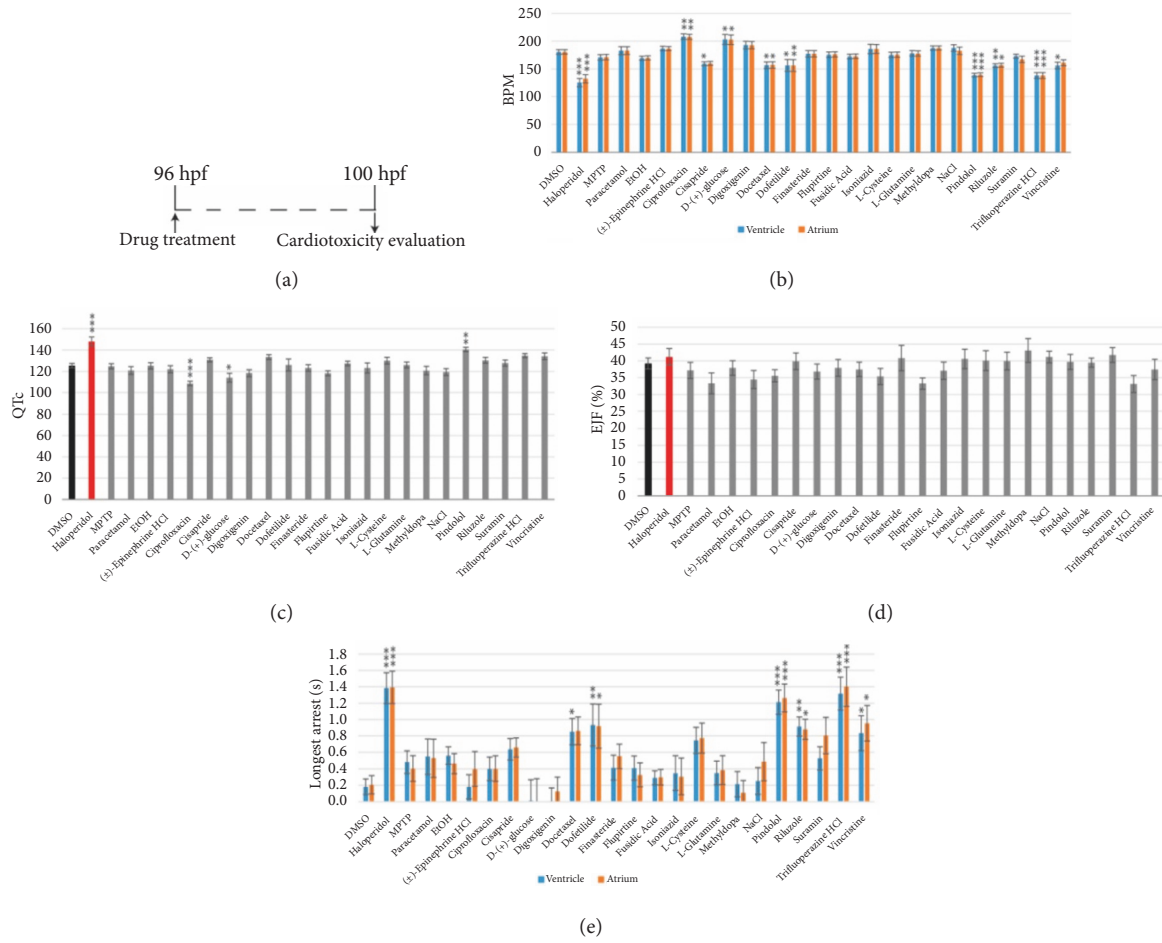 96 hpf
100 hpf
Drug treatment
Cardiotoxicity evaluation
(a)
BPM
250
200
150
100
50
0
*** *** ** ** * * * ** ** * *** *** *** ** ** *** *** *
DMSO
Haloperidol
MPTP
Paracetamol
EtOH
(±)-Epinephrine HCl
Ciprofloxacin
Cisapride
D-(+)-glucose
Digoxigenin
Docetaxel
Dofetilide
Finasteride
Flupirtine
Fusidic Acid
Isoniazid
L-Cysteine
L-Glutamine
Methyldopa
NaCl
Pindolol
Riluzole
Suramin
Trifluoperazine HCl
Vincristine
Ventricle
Atrium
(b)
QTc
160
140
120
100
80
60
40
20
0
*** *** * **
DMSO
Haloperidol
MPTP
Paracetamol
EtOH
(±)-Epinephrine HCl
Ciprofloxacin
Cisapride
D-(+)-glucose
Digoxigenin
Docetaxel
Dofetilide
Finasteride
Flupirtine
Fusidic Acid
Isoniazid
L-Cyseine
L-Glutamine
Methyldopa
NaCl
Pindolol
Riluzole
Suramin
Trifluoperazine HCl
Vincristine
(c)
EJF (%)
50
45
40
35
30
25
20
15
10
5
0
DMSO
Haloperidol
MPTP
Paracetamol
EtOH
(±)-Epinephrine HCl
Ciprofloxacin
Cisapride
D-(+)-glucose
Digoxigenin
Docetaxel
Dofetilide
Finasteride
Flupirtine
Fusidic Acid
Isoniazid
L-Cysteine
L-Glutamine
Methyldopa
NaCl
Pindolol
Riluzole
Suramin
Trifluoperazine HCl
Vincristine
(d)
Longest arrest (s)
1.8
1.6
1.4
1.2
1.0
0.8
0.6
0.4
0.2
0.0
*** *** * ** ** *** *** ** * *** *** * *
DMSO
Haloperidol
MPTP
Paracetamol
EtOH
(±)-Epinephrine HCl
Ciprofloxacin
Cisapride
D-(+)-glucose
Digoxigenin
Docetaxel
Dofetilide
Finasteride
Flupirtine
Fusidic Acid
Isoniazid
L-Cysteine
L-Glutamine
Methyldopa
NaCl
Pindolol
Riluzole
Suramin
Trifluoperazine HCl
Vincristine
Ventricle
Atrium
(e)